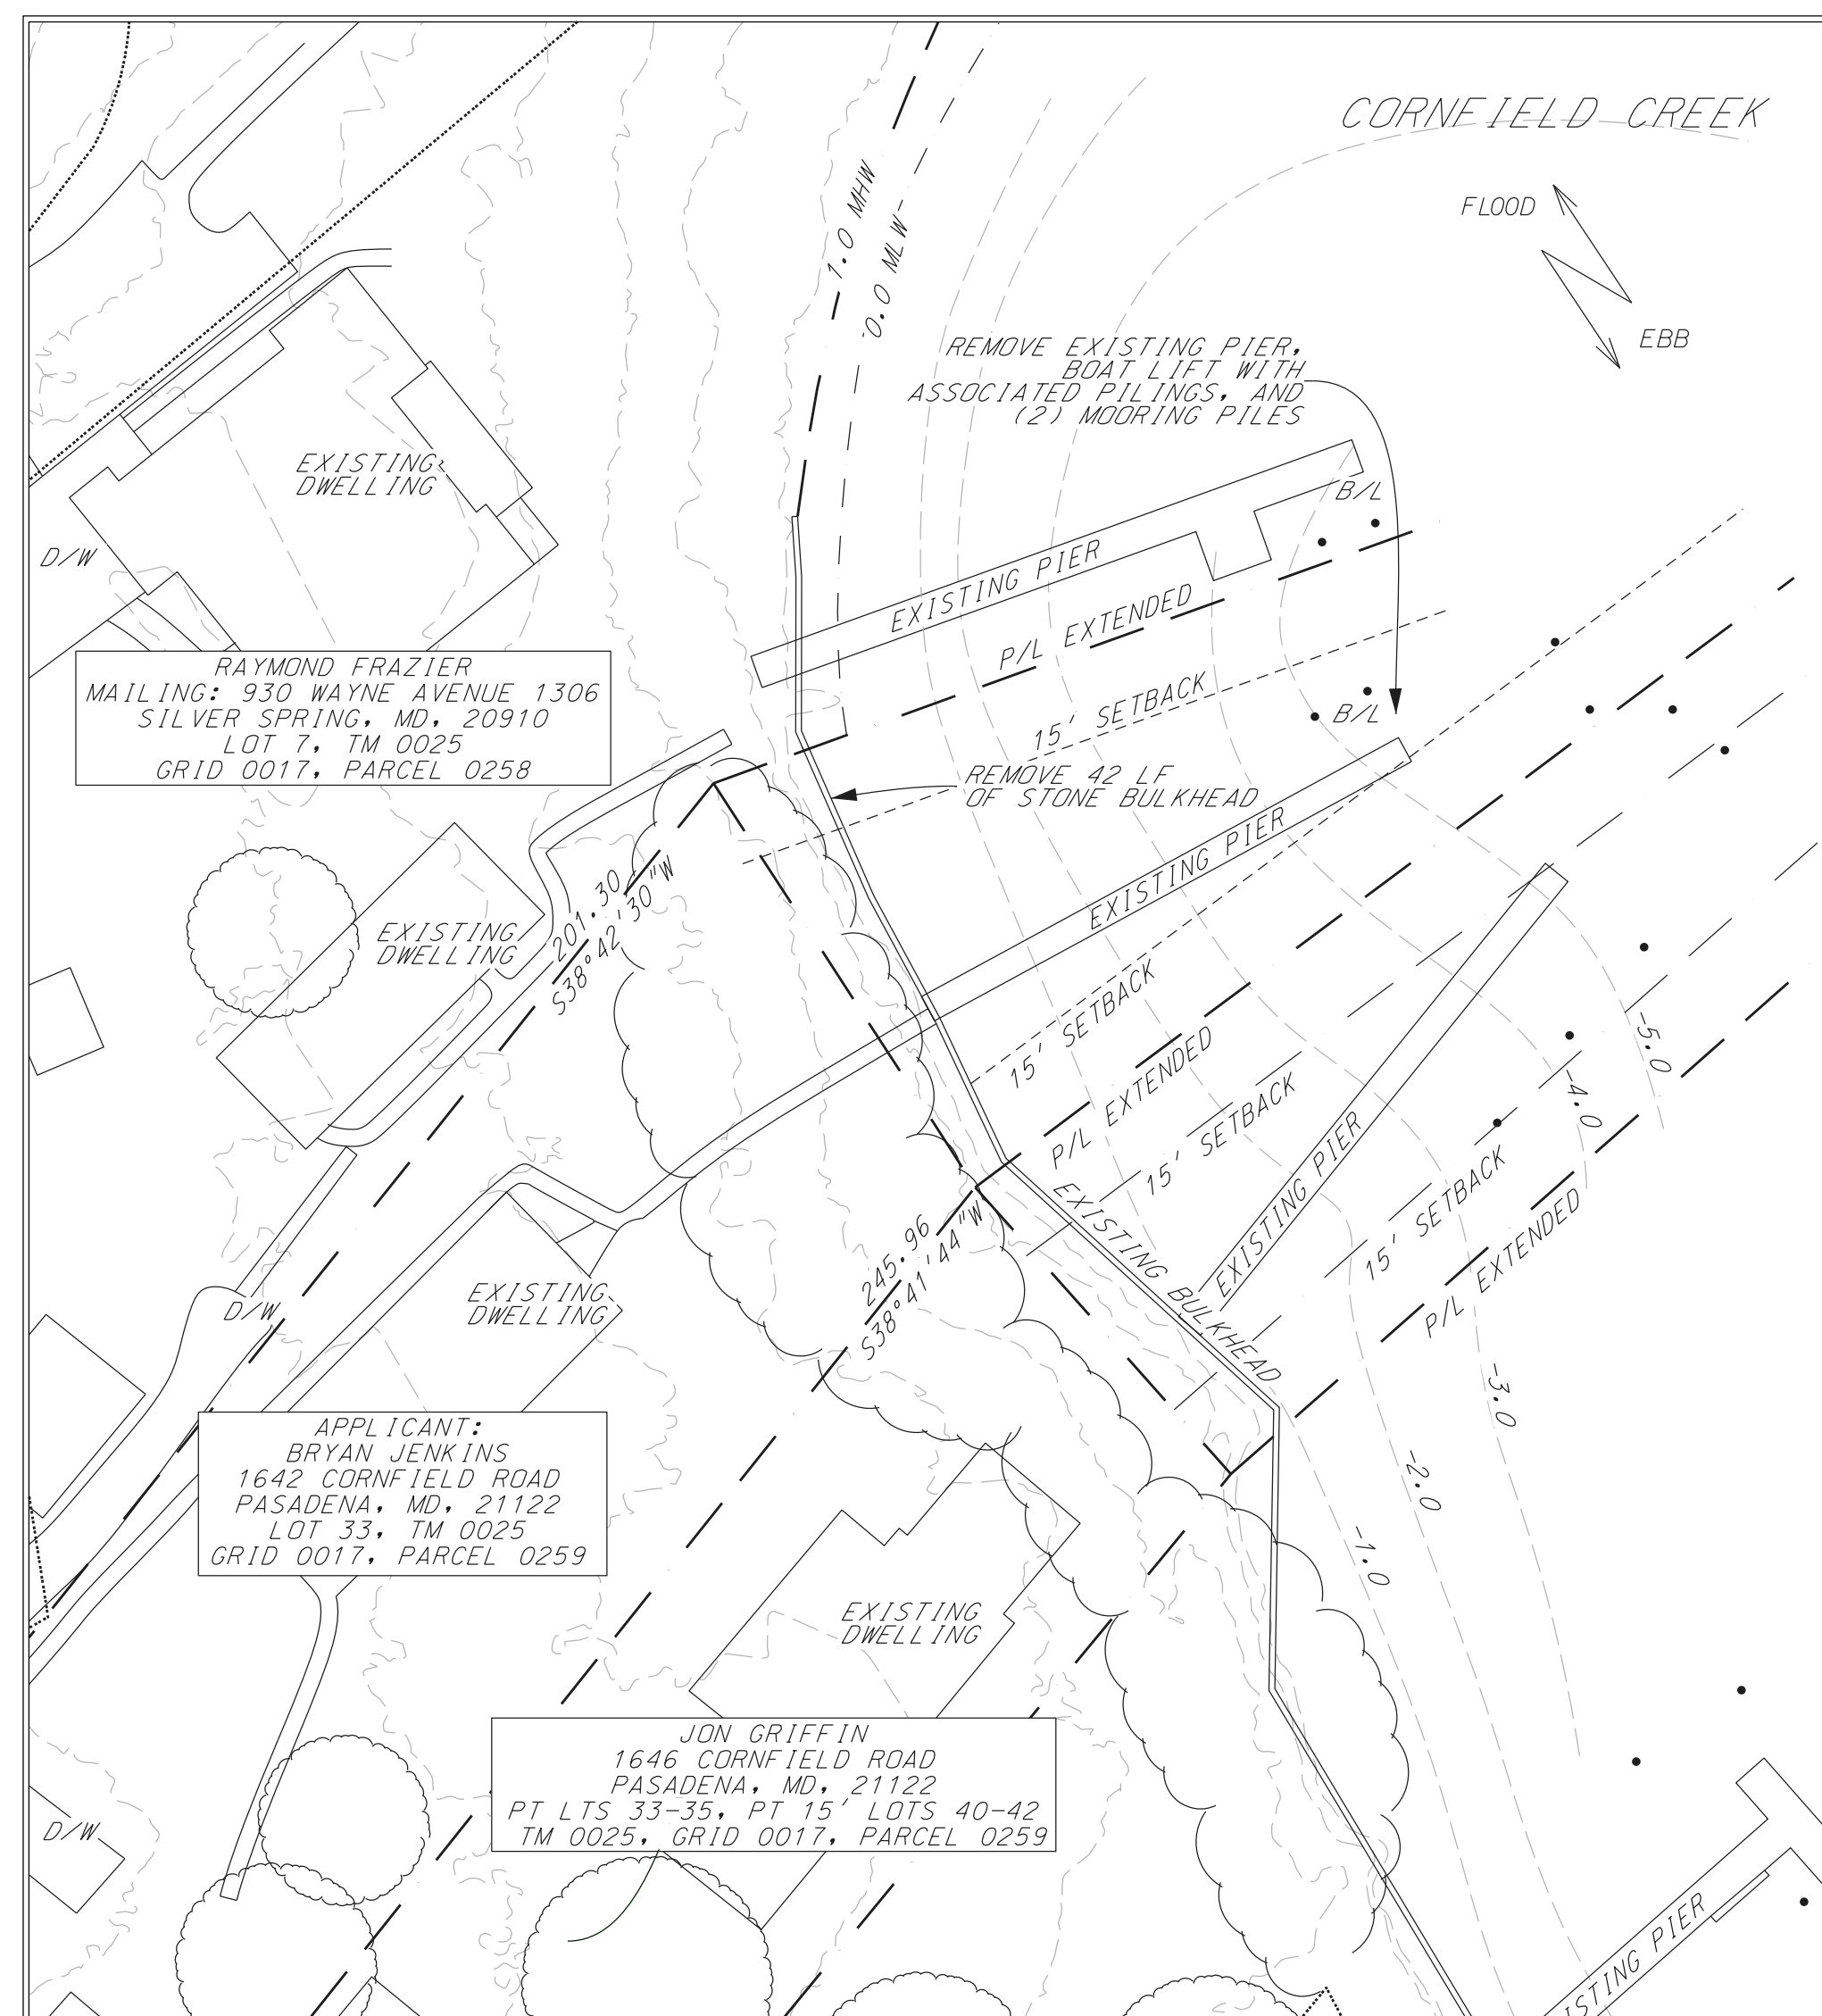 CORNFIELD CREEK
FLOOD
EBB
1.0 MHW
0.0 MLW
REMOVE EXISTING PIER,
BOAT LIFT WITH
ASSOCIATED PILINGS, AND
(2) MOORING PILES
EXISTING
DWELLING
B/L
D/W
EXISTING PIER
P/L EXTENDED
15' SETBACK
B/L
RAYMOND FRAZIER
MAILING: 930 WAYNE AVENUE 1306
SILVER SPRING, MD, 20910
LOT 7, TM 0025
GRID 0017, PARCEL 0258
REMOVE 42 LF
OF STONE BULKHEAD
EXISTING PIER
201.30
S38°42'30"W
EXISTING
DWELLING
15' SETBACK
P/L EXTENDED
15' SETBACK
-5.0
-4.0
EXISTING PIER
15' SETBACK
P/L EXTENDED
EXISTING BULKHEAD
245.96
S38°41'44"W
EXISTING
DWELLING
D/W
-3.0
-2.0
-1.0
APPLICANT:
BRYAN JENKINS
1642 CORNFIELD ROAD
PASADENA, MD, 21122
LOT 33, TM 0025
GRID 0017, PARCEL 0259
EXISTING
DWELLING
JON GRIFFIN
1646 CORNFIELD ROAD
PASADENA, MD, 21122
PT LTS 33-35, PT 15' LOTS 40-42
TM 0025, GRID 0017, PARCEL 0259
D/W
ISTING PIER